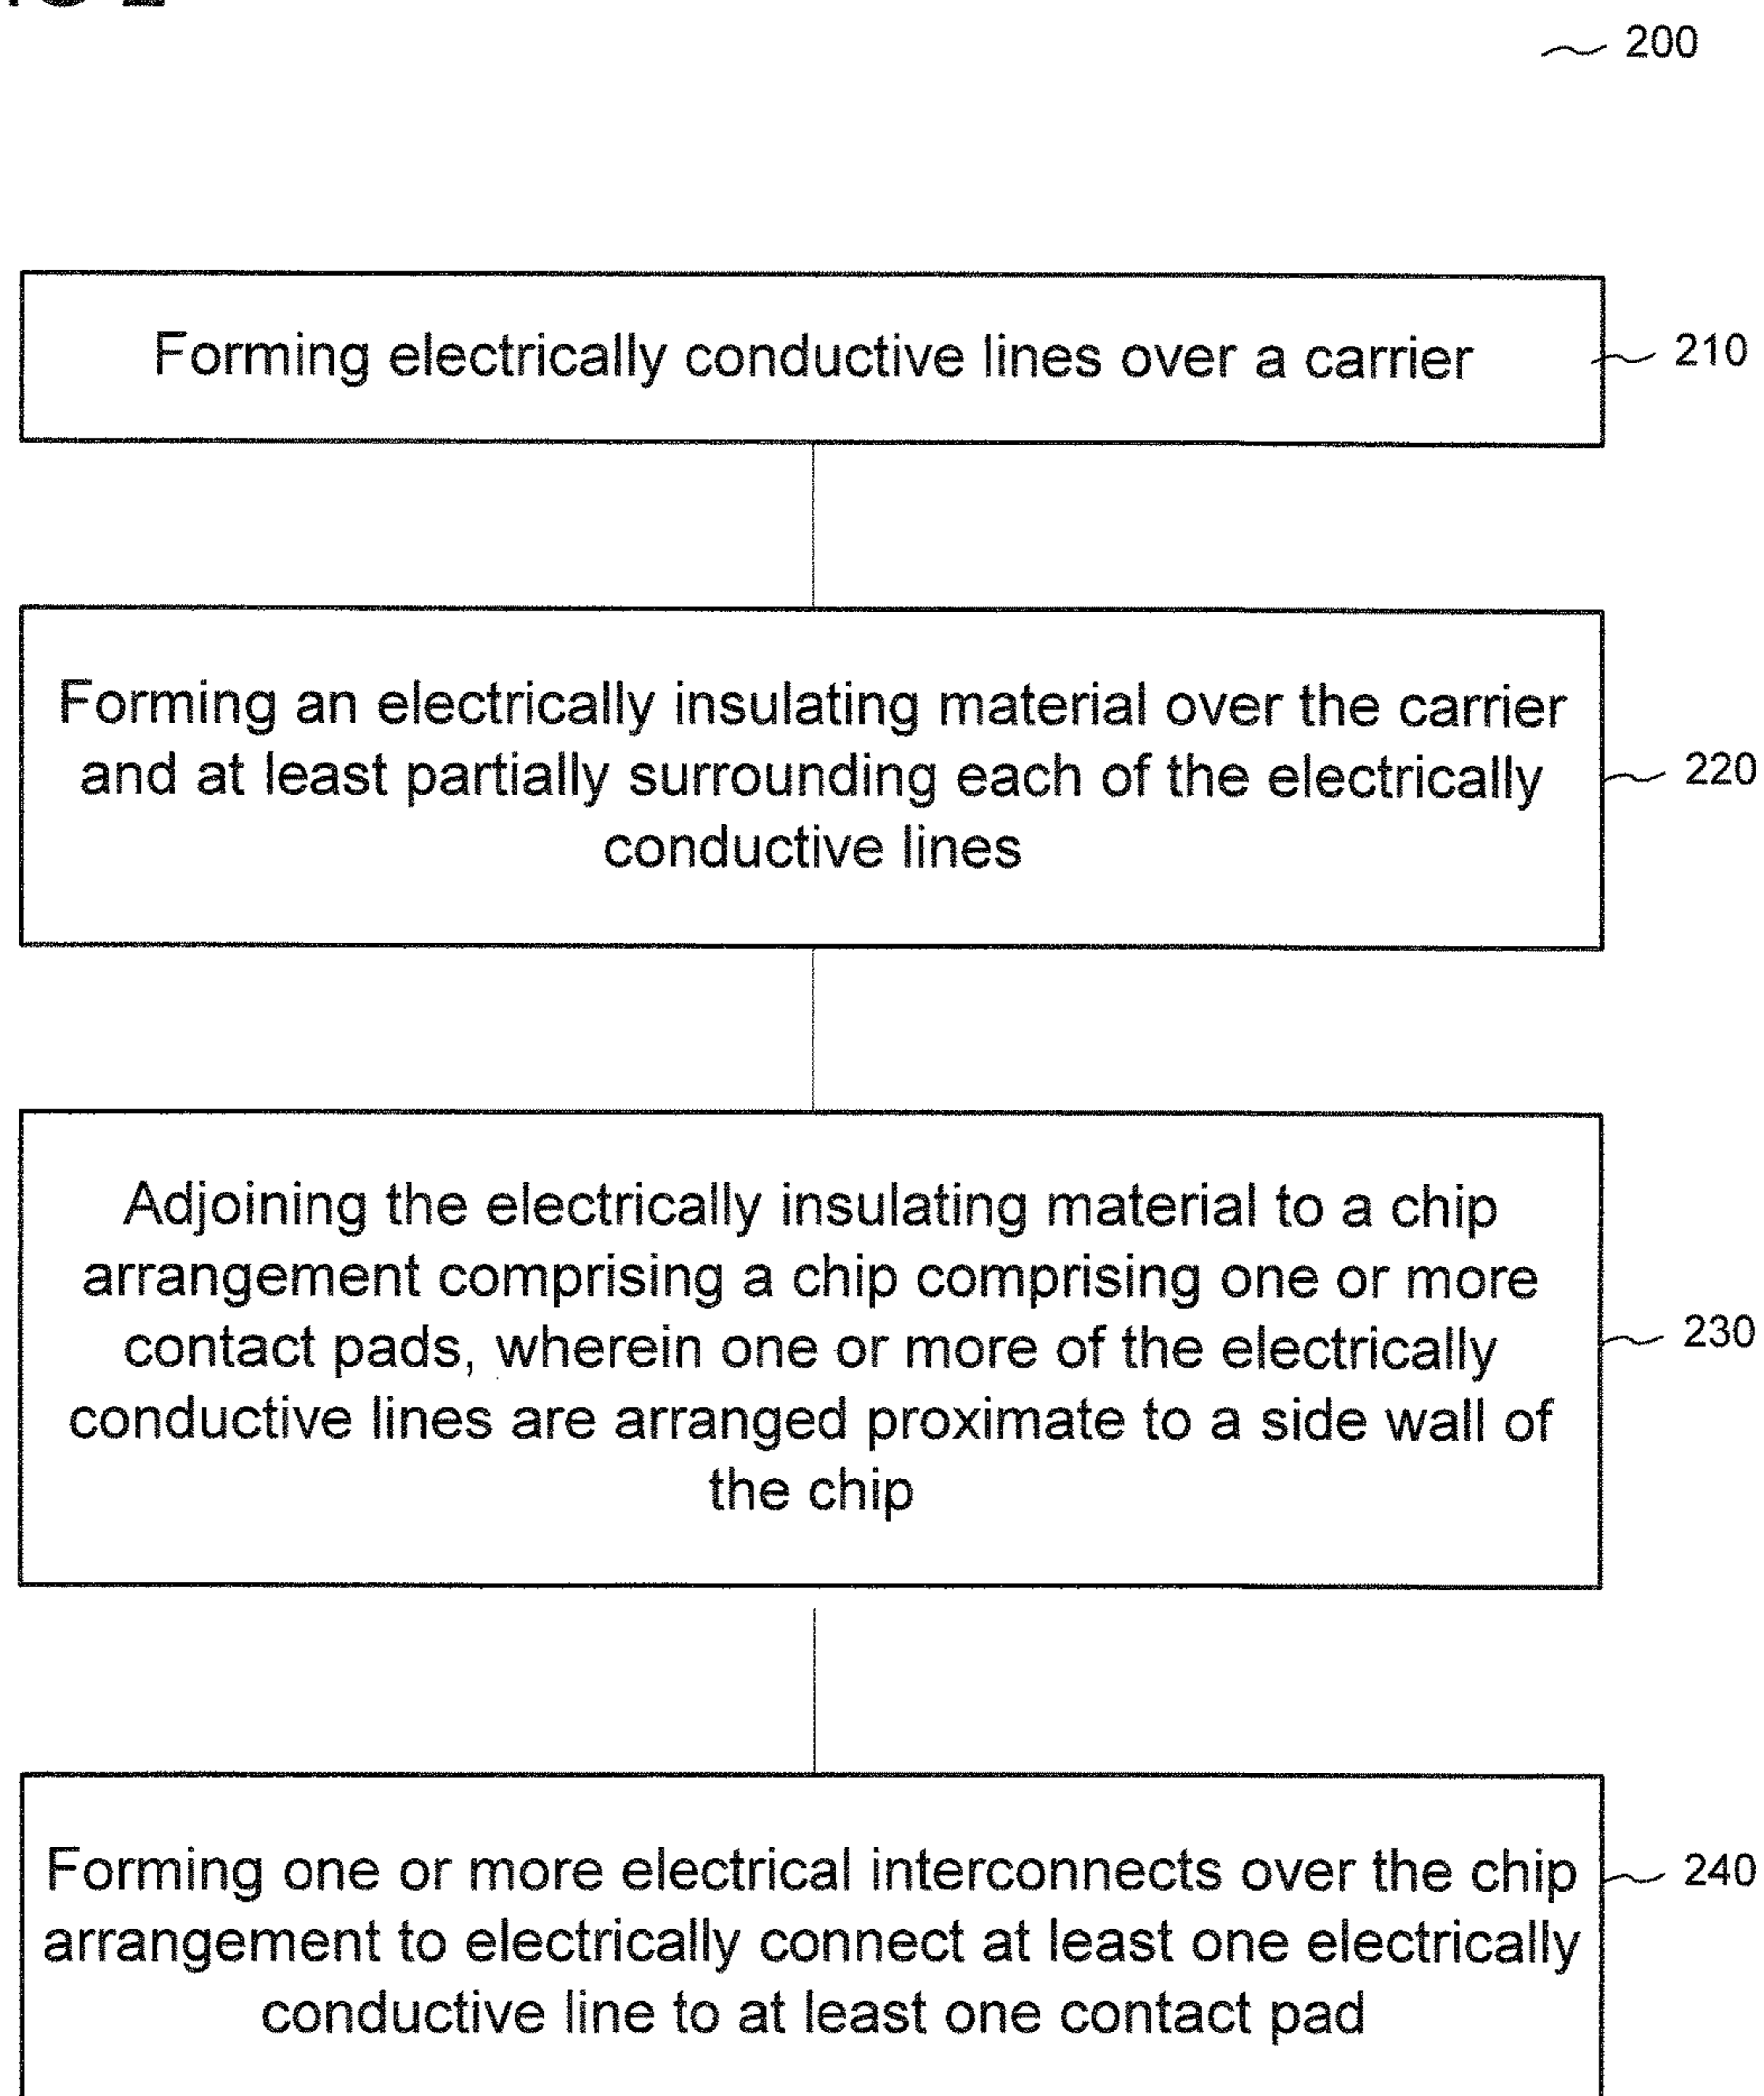 200
Forming electrically conductive lines over a carrier
210
Forming an electrically insulating material over the carrier
and at least partially surrounding each of the electrically
conductive lines
220
Adjoining the electrically insulating material to a chip
arrangement comprising a chip comprising one or more
contact pads, wherein one or more of the electrically
conductive lines are arranged proximate to a side wall of
the chip
230
Forming one or more electrical interconnects over the chip
arrangement to electrically connect at least one electrically
conductive line to at least one contact pad
240